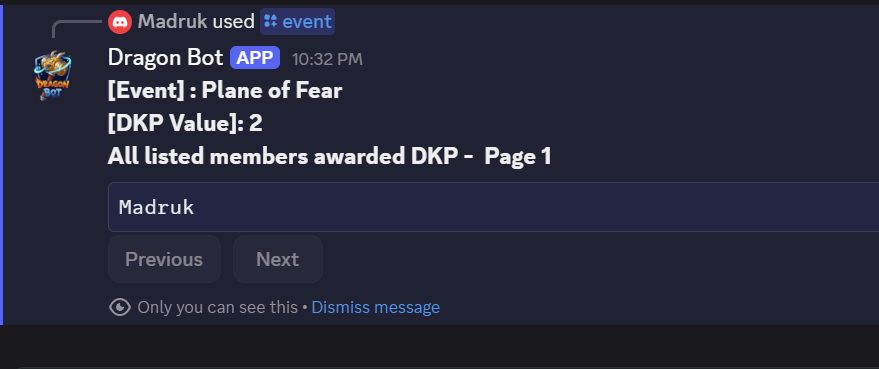 Madruk used event
Dragon Bot APP 10:32 PM
DRAGON
BOT
[Event] : Plane of Fear
[DKP Value]: 2
All listed members awarded DKP - Page 1
Madruk
Previous Next
Only you can see this • Dismiss message